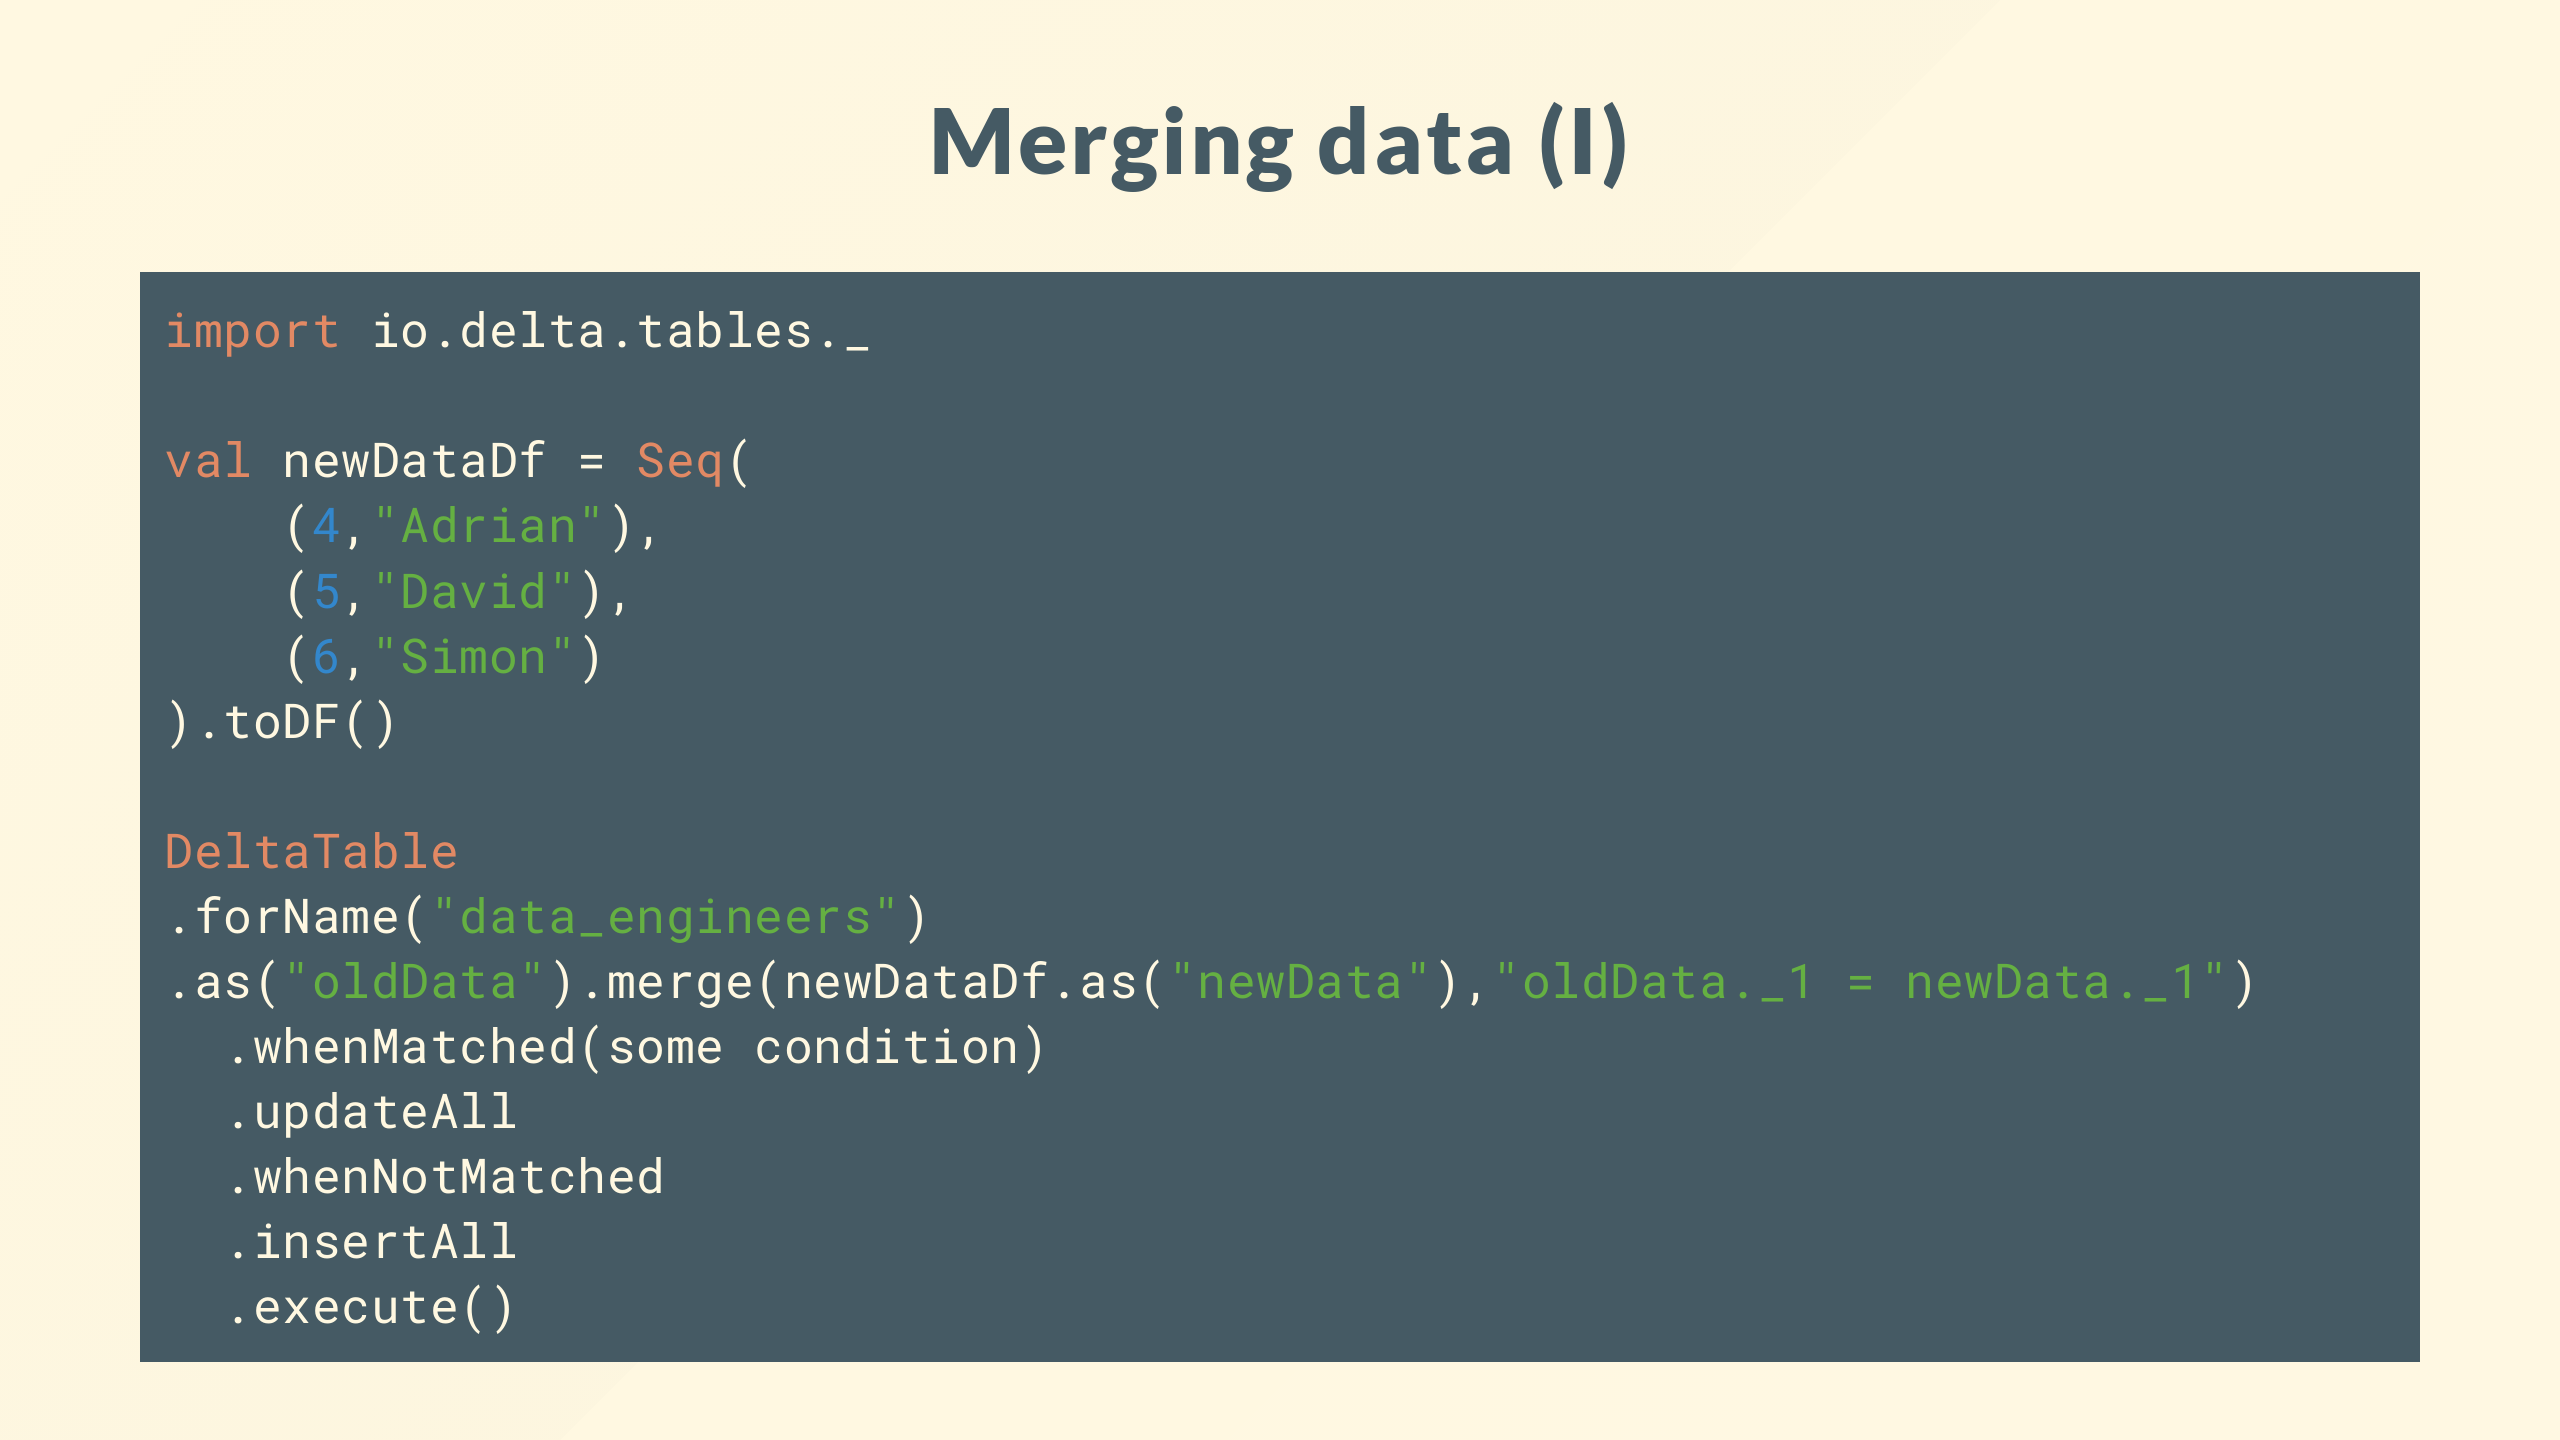 Merging data (I)
import io.delta.tables._
val newDataDf = Seq(
    (4,"Adrian"),
    (5,"David"),
    (6,"Simon")
).toDF()
DeltaTable
.forName("data_engineers")
.as("oldData").merge(newDataDf.as("newData"),"oldData._1 = newData._1")
  .whenMatched(some condition)
  .updateAll
  .whenNotMatched
  .insertAll
  .execute()